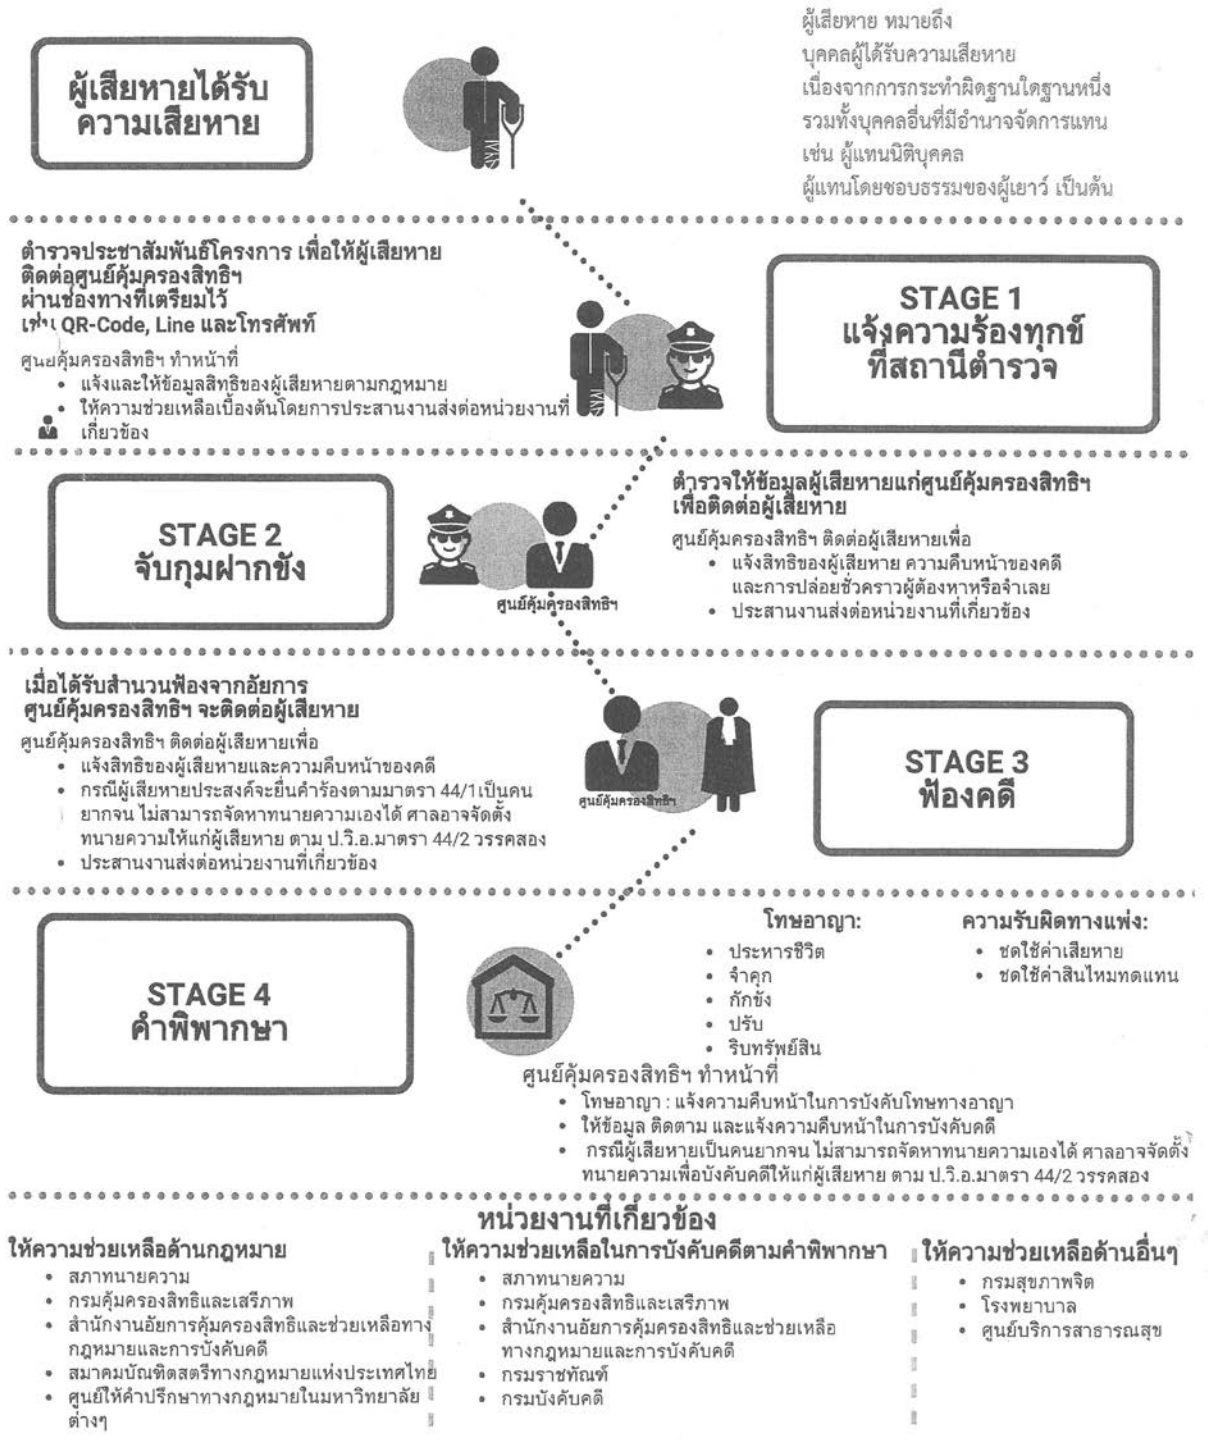 ผู้เสียหายได้รับ
ความเสียหาย
ผู้เสียหาย หมายถึง
บุคคลผู้ได้รับความเสียหาย
เนื่องจากการกระทำผิดฐานใดฐานหนึ่ง
รวมทั้งบุคคลอื่นที่มีอำนาจจัดการแทน
เช่น ผู้แทนนิติบุคคล
ผู้แทนโดยชอบธรรมของผู้เยาว์ เป็นต้น
ตำรวจประชาสัมพันธ์โครงการ เพื่อให้ผู้เสียหาย
ติดต่อศูนย์คุ้มครองสิทธิฯ
ผ่านช่องทางที่เตรียมไว้
เช่น QR-Code, Line และโทรศัพท์
ศูนย์คุ้มครองสิทธิฯ ทำหน้าที่
• แจ้งและให้ข้อมูลสิทธิของผู้เสียหายตามกฎหมาย
• ให้ความช่วยเหลือเบื้องต้นโดยการประสานงานส่งต่อหน่วยงานที่
เกี่ยวข้อง
STAGE 1
แจ้งความร้องทุกข์
ที่สถานีตำรวจ
STAGE 2
จับกุมฝากขัง
ศูนย์คุ้มครองสิทธิฯ
ตำรวจให้ข้อมูลผู้เสียหายแก่ศูนย์คุ้มครองสิทธิฯ
เพื่อติดต่อผู้เสียหาย
ศูนย์คุ้มครองสิทธิฯ ติดต่อผู้เสียหายเพื่อ
• แจ้งสิทธิของผู้เสียหาย ความคืบหน้าของคดี
และการปล่อยชั่วคราวผู้ต้องหาหรือจำเลย
• ประสานงานส่งต่อหน่วยงานที่เกี่ยวข้อง
เมื่อได้รับสำนวนฟ้องจากอัยการ
ศูนย์คุ้มครองสิทธิฯ จะติดต่อผู้เสียหาย
ศูนย์คุ้มครองสิทธิฯ ติดต่อผู้เสียหายเพื่อ
• แจ้งสิทธิของผู้เสียหายและความคืบหน้าของคดี
• กรณีผู้เสียหายประสงค์จะยื่นคำร้องตามมาตรา 44/1เป็นคน
ยากจน ไม่สามารถจัดหาทนายความเองได้ ศาลอาจจัดตั้ง
ทนายความให้แก่ผู้เสียหาย ตาม ป.วิ.อ.มาตรา 44/2 วรรคสอง
• ประสานงานส่งต่อหน่วยงานที่เกี่ยวข้อง
ศูนย์คุ้มครองสิทธิฯ
STAGE 3
ฟ้องคดี
STAGE 4
คำพิพากษา
โทษอาญา:
• ประหารชีวิต
• จำคุก
• กักขัง
• ปรับ
• ริบทรัพย์สิน
ความรับผิดทางแพ่ง:
• ชดใช้ค่าเสียหาย
• ชดใช้ค่าสินไหมทดแทน
ศูนย์คุ้มครองสิทธิฯ ทำหน้าที่
• โทษอาญา : แจ้งความคืบหน้าในการบังคับโทษทางอาญา
• ให้ข้อมูล ติดตาม และแจ้งความคืบหน้าในการบังคับคดี
• กรณีผู้เสียหายเป็นคนยากจน ไม่สามารถจัดหาทนายความเองได้ ศาลอาจจัดตั้ง
ทนายความเพื่อบังคับคดีให้แก่ผู้เสียหาย ตาม ป.วิ.อ.มาตรา 44/2 วรรคสอง
หน่วยงานที่เกี่ยวข้อง
ให้ความช่วยเหลือด้านกฎหมาย
• สภาทนายความ
• กรมคุ้มครองสิทธิและเสรีภาพ
• สำนักงานอัยการคุ้มครองสิทธิและช่วยเหลือทาง
กฎหมายและการบังคับคดี
• สมาคมบัณฑิตสตรีทางกฎหมายแห่งประเทศไทย
• ศูนย์ให้คำปรึกษาทางกฎหมายในมหาวิทยาลัย
ต่างๆ
ให้ความช่วยเหลือในการบังคับคดีตามคำพิพากษา
• สภาทนายความ
• กรมคุ้มครองสิทธิและเสรีภาพ
• สำนักงานอัยการคุ้มครองสิทธิและช่วยเหลือ
ทางกฎหมายและการบังคับคดี
• กรมราชทัณฑ์
• กรมบังคับคดี
ให้ความช่วยเหลือด้านอื่นๆ
• กรมสุขภาพจิต
• โรงพยาบาล
• ศูนย์บริการสาธารณสุข